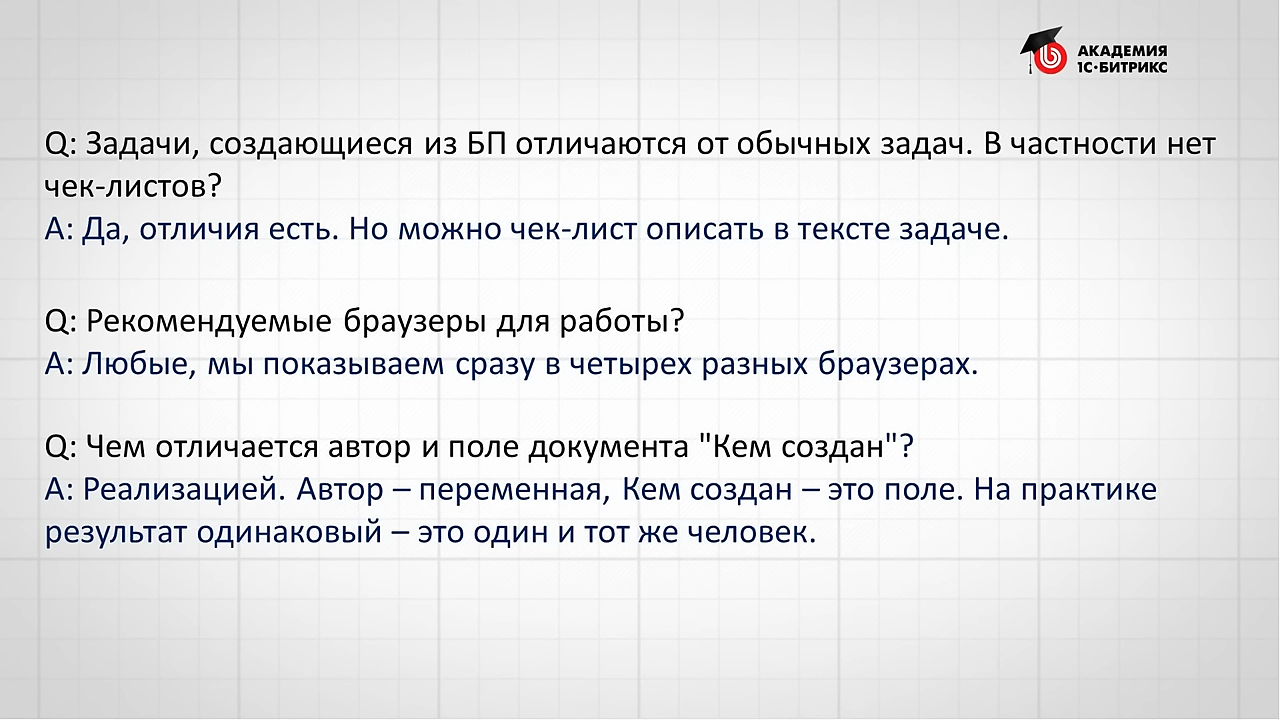 АКАДЕМИЯ
1С·БИТРИКС
Q: Задачи, создающиеся из БП отличаются от обычных задач. В частности нет
чек-листов?
A: Да, отличия есть. Но можно чек-лист описать в тексте задаче.
Q: Рекомендуемые браузеры для работы?
A: Любые, мы показываем сразу в четырех разных браузерах.
Q: Чем отличается автор и поле документа "Кем создан"?
A: Реализацией. Автор – переменная, Кем создан – это поле. На практике
результат одинаковый – это один и тот же человек.